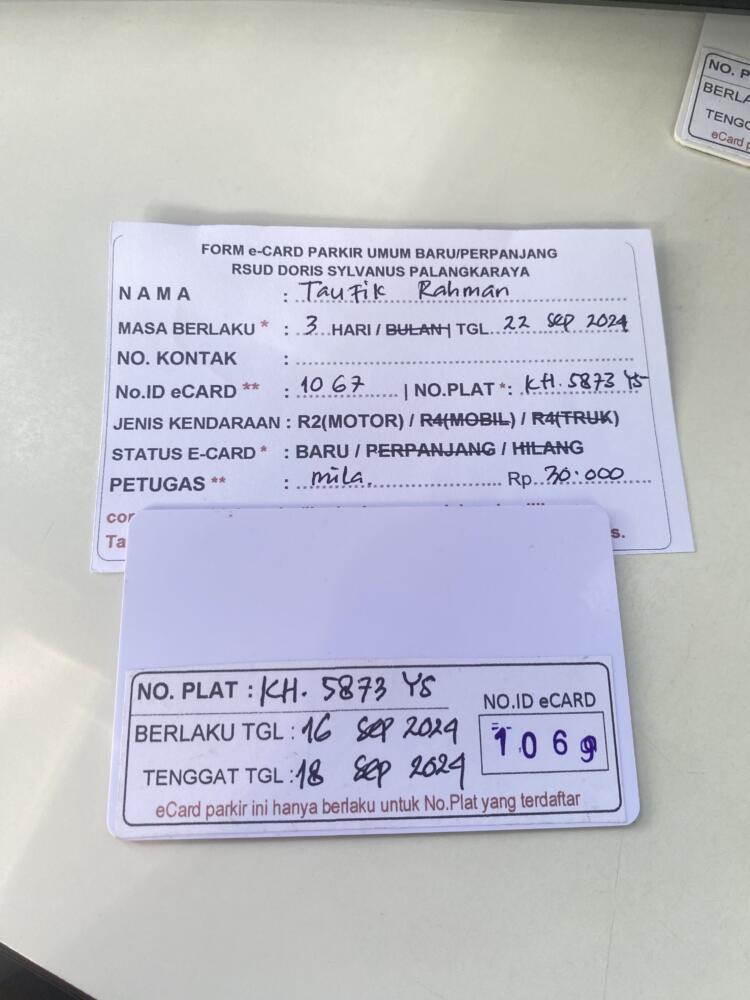 NO. P
BERLA
TENGG
eCard p
FORM e-CARD PARKIR UMUM BARU/PERPANJANG
RSUD DORIS SYLVANUS PALANGKARAYA
NAMA : Taufik Rahman
MASA BERLAKU * : 3 HARI / BULAN | TGL 22 SEP 2024
NO. KONTAK :
No.ID eCARD ** : 1067 | NO.PLAT *: KH. 5873 YS
JENIS KENDARAAN : R2(MOTOR) / R4(MOBIL) / R4(TRUK)
STATUS E-CARD * : BARU / PERPANJANG / HILANG
PETUGAS ** : mila. Rp. 30.000
NO. PLAT : KH. 5873 YS
NO.ID eCARD
BERLAKU TGL : 16 SEP 2024
TENGGAT TGL : 18 SEP 2024
eCard parkir ini hanya berlaku untuk No.Plat yang terdaftar